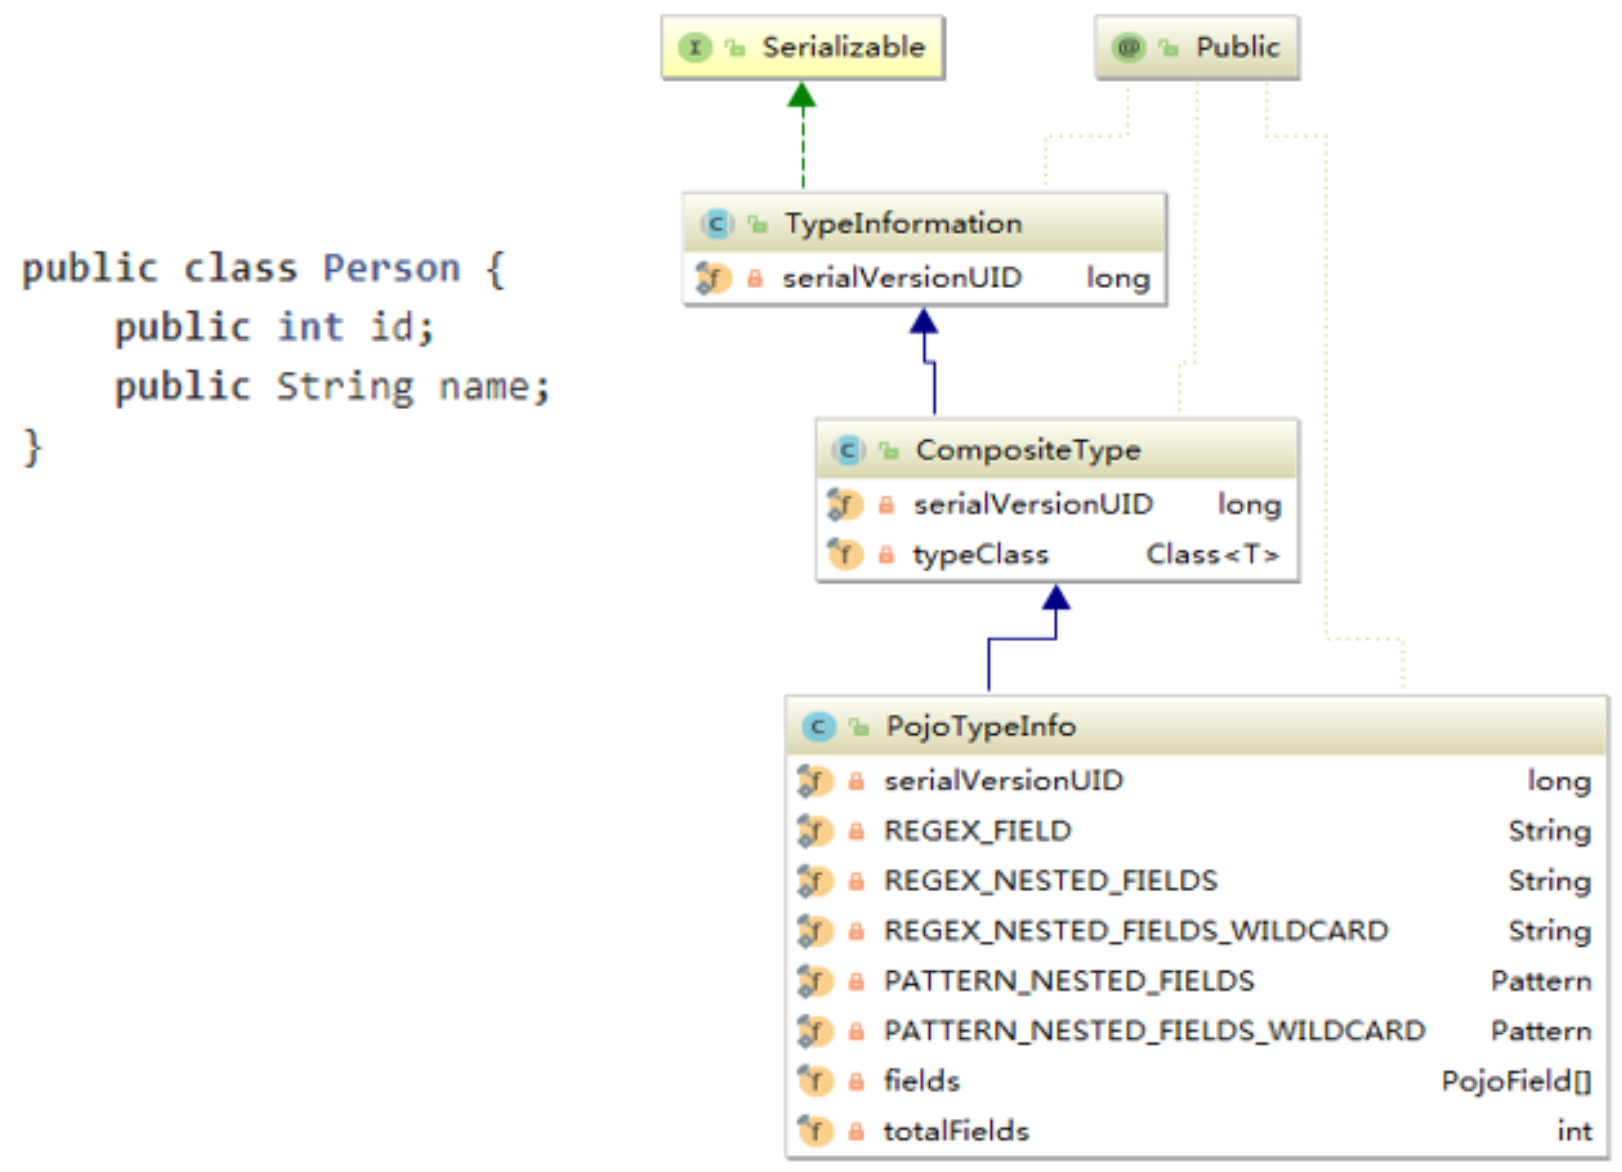 public class Person {
    public int id;
    public String name;
}
I Serializable
@ Public
C TypeInformation
f serialVersionUID long
C CompositeType
f serialVersionUID long
f typeClass Class<T>
C PojoTypeInfo
f serialVersionUID long
f REGEX_FIELD String
f REGEX_NESTED_FIELDS String
f REGEX_NESTED_FIELDS_WILDCARD String
f PATTERN_NESTED_FIELDS Pattern
f PATTERN_NESTED_FIELDS_WILDCARD Pattern
f fields PojoField[]
f totalFields int